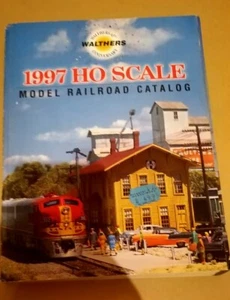 WALTHERS
1997 HO SCALE
MODEL RAILROAD CATALOG